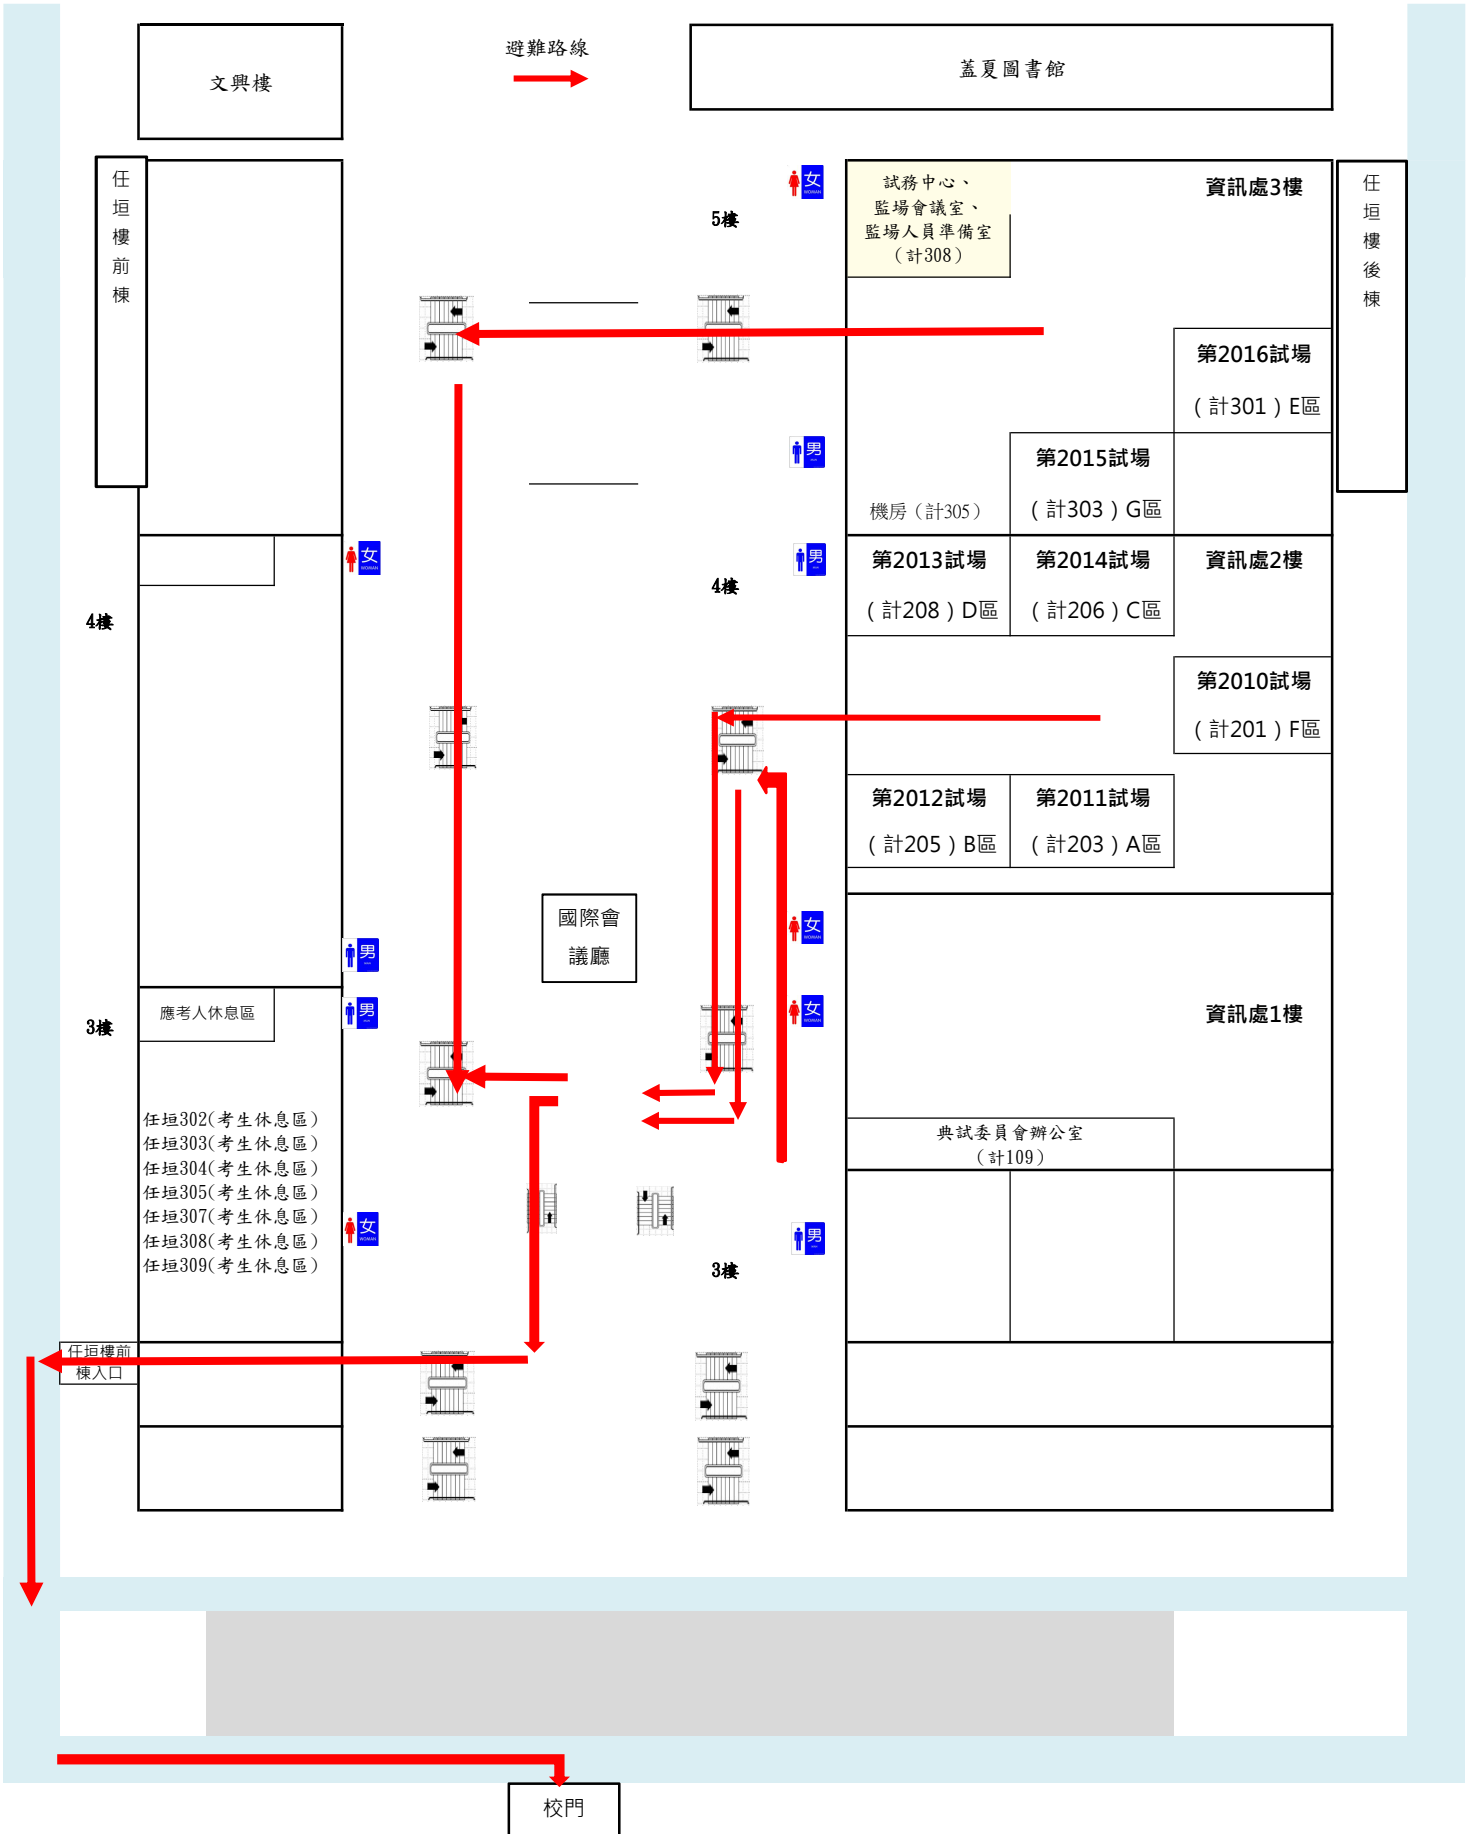 文興樓
避難路線
蓋夏圖書館
任
垣
樓
前
棟
女
WOMAN
5樓
試務中心、
監場會議室、
監場人員準備室
（計308）
資訊處3樓
任
垣
樓
後
棟
第2016試場
（計301）E區
男
第2015試場
（計303）G區
機房（計305）
女
WOMAN
男
4樓
第2013試場
（計208）D區
第2014試場
（計206）C區
資訊處2樓
4樓
第2010試場
（計201）F區
第2012試場
（計205）B區
第2011試場
（計203）A區
國際會
議廳
女
WOMAN
男
3樓
應考人休息區
男
女
WOMAN
資訊處1樓
任垣302(考生休息區)
任垣303(考生休息區)
任垣304(考生休息區)
任垣305(考生休息區)
任垣307(考生休息區)
任垣308(考生休息區)
任垣309(考生休息區)
典試委員會辦公室
（計109）
女
WOMAN
男
3樓
任垣樓前
棟入口
校門